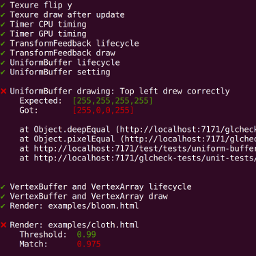 ✔ Texure flip y
✔ Texure draw after update
✔ Timer CPU timing
✔ Timer GPU timing
✔ TransformFeedback lifecycle
✔ TransformFeedback draw
✔ UniformBuffer lifecycle
✔ UniformBuffer setting
✖ UniformBuffer drawing: Top left drew correctly
Expected: [255,255,255,255]
Got: [255,0,0,255]
at Object.deepEqual (http://localhost:7171/glcheck
at Object.pixelEqual (http://localhost:7171/glchec
at http://localhost:7171/test/tests/uniform-buffer
at http://localhost:7171/glcheck-tests/unit-tests/
✔ VertexBuffer and VertexArray lifecycle
✔ VertexBuffer and VertexArray draw
✔ Render: examples/bloom.html
✖ Render: examples/cloth.html
Threshold: 0.99
Match: 0.975